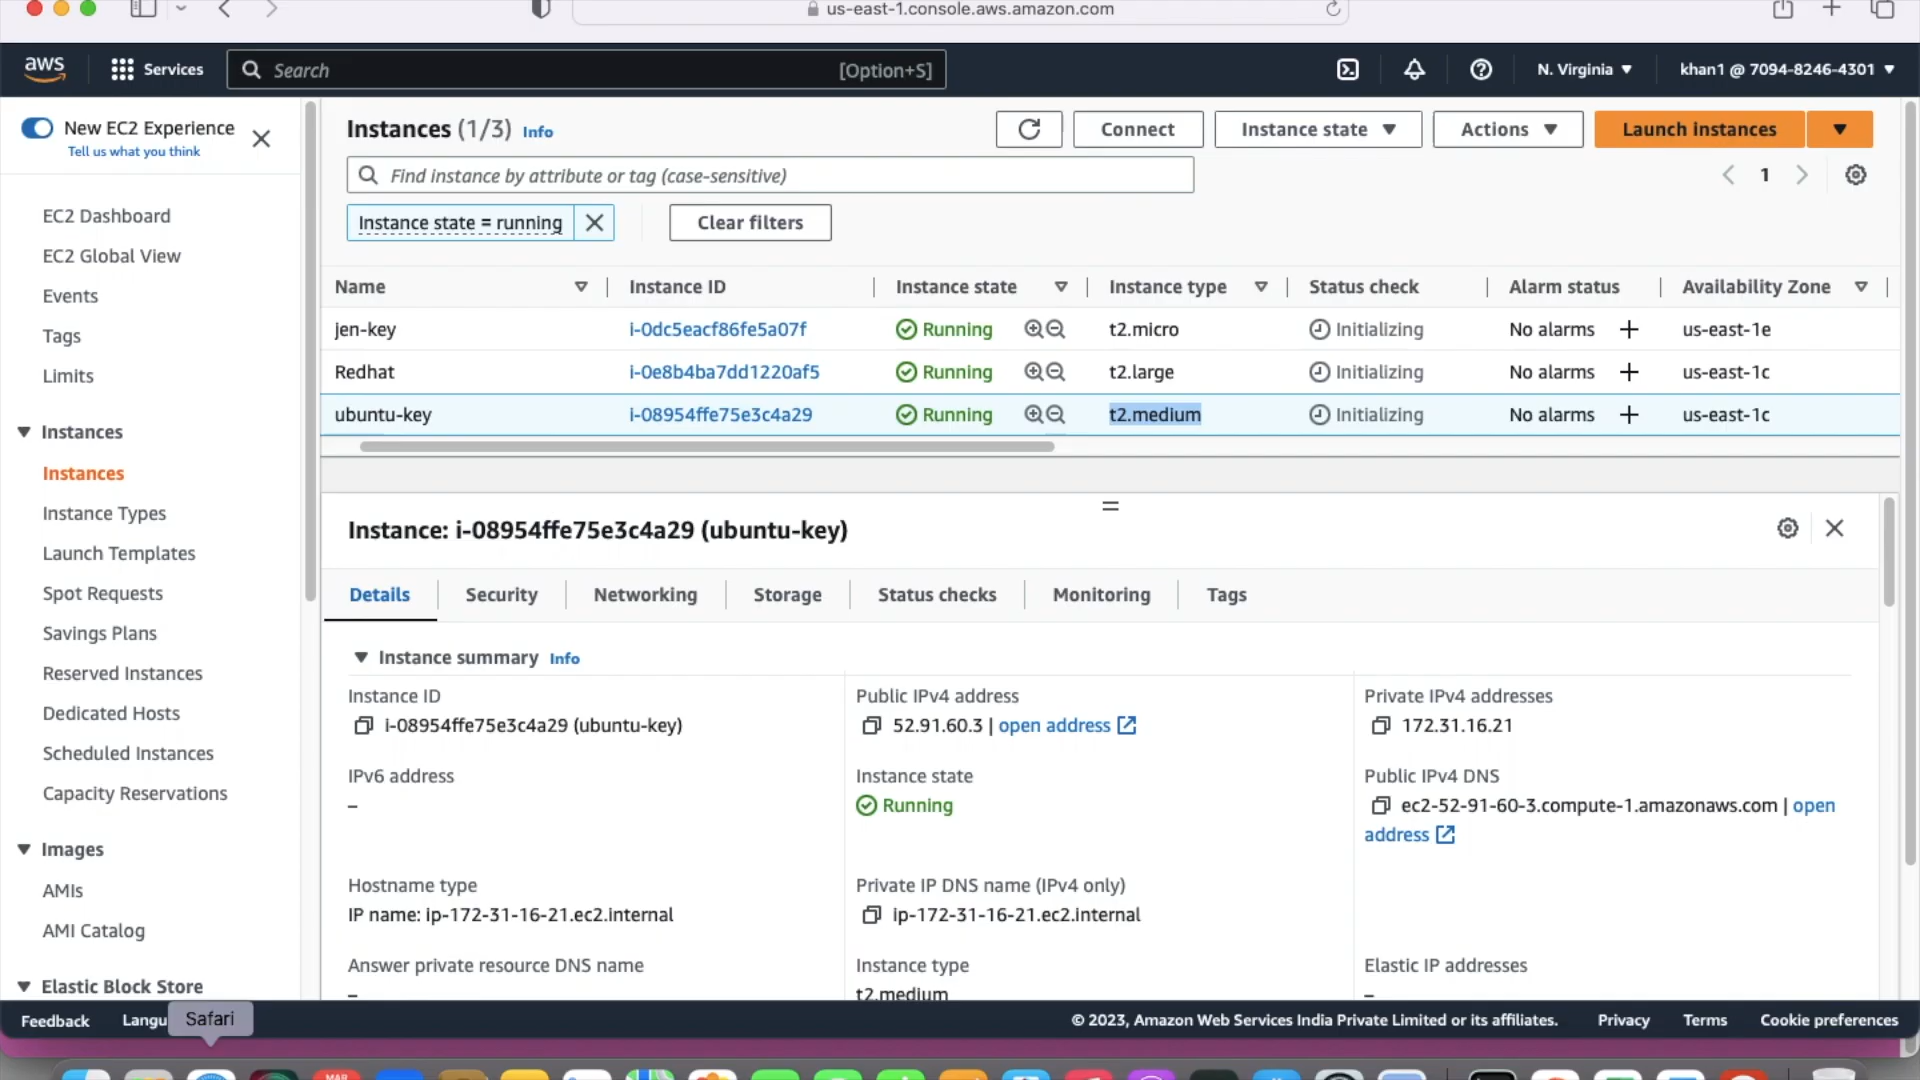 us-east-1.console.aws.amazon.com
aws Services Search [Option+S] N. Virginia ▼ khan1 @ 7094-8246-4301 ▼
New EC2 Experience
Tell us what you think
EC2 Dashboard
EC2 Global View
Events
Tags
Limits
Instances
Instances
Instance Types
Launch Templates
Spot Requests
Savings Plans
Reserved Instances
Dedicated Hosts
Scheduled Instances
Capacity Reservations
Images
AMIs
AMI Catalog
Elastic Block Store
Instances (1/3) Info Connect Instance state ▼ Actions ▼ Launch instances ▼
Find instance by attribute or tag (case-sensitive) 1
Instance state = running Clear filters
Name Instance ID Instance state Instance type Status check Alarm status Availability Zone
jen-key i-0dc5eacf86fe5a07f Running t2.micro Initializing No alarms + us-east-1e
Redhat i-0e8b4ba7dd1220af5 Running t2.large Initializing No alarms + us-east-1c
ubuntu-key i-08954ffe75e3c4a29 Running t2.medium Initializing No alarms + us-east-1c
Instance: i-08954ffe75e3c4a29 (ubuntu-key)
Details Security Networking Storage Status checks Monitoring Tags
Instance summary Info
Instance ID Public IPv4 address Private IPv4 addresses
i-08954ffe75e3c4a29 (ubuntu-key) 52.91.60.3 | open address 172.31.16.21
IPv6 address Instance state Public IPv4 DNS
– Running ec2-52-91-60-3.compute-1.amazonaws.com | open
address
Hostname type Private IP DNS name (IPv4 only)
IP name: ip-172-31-16-21.ec2.internal ip-172-31-16-21.ec2.internal
Answer private resource DNS name Instance type Elastic IP addresses
– t2.medium –
Feedback Langu Safari © 2023, Amazon Web Services India Private Limited or its affiliates. Privacy Terms Cookie preferences
MAR